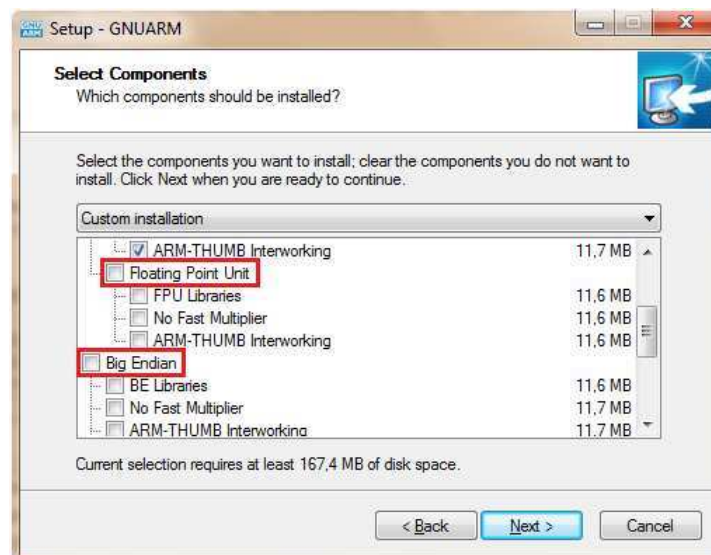 GNU
ARM
Setup - GNUARM
Select Components
Which components should be installed?
Select the components you want to install; clear the components you do not want to
install. Click Next when you are ready to continue.
Custom installation
ARM-THUMB Interworking 11,7 MB
Floating Point Unit
FPU Libraries 11,6 MB
No Fast Multiplier 11,6 MB
ARM-THUMB Interworking 11,6 MB
Big Endian
BE Libraries 11,6 MB
No Fast Multiplier 11,7 MB
ARM-THUMB Interworking 11,7 MB
Current selection requires at least 167,4 MB of disk space.
< Back Next > Cancel